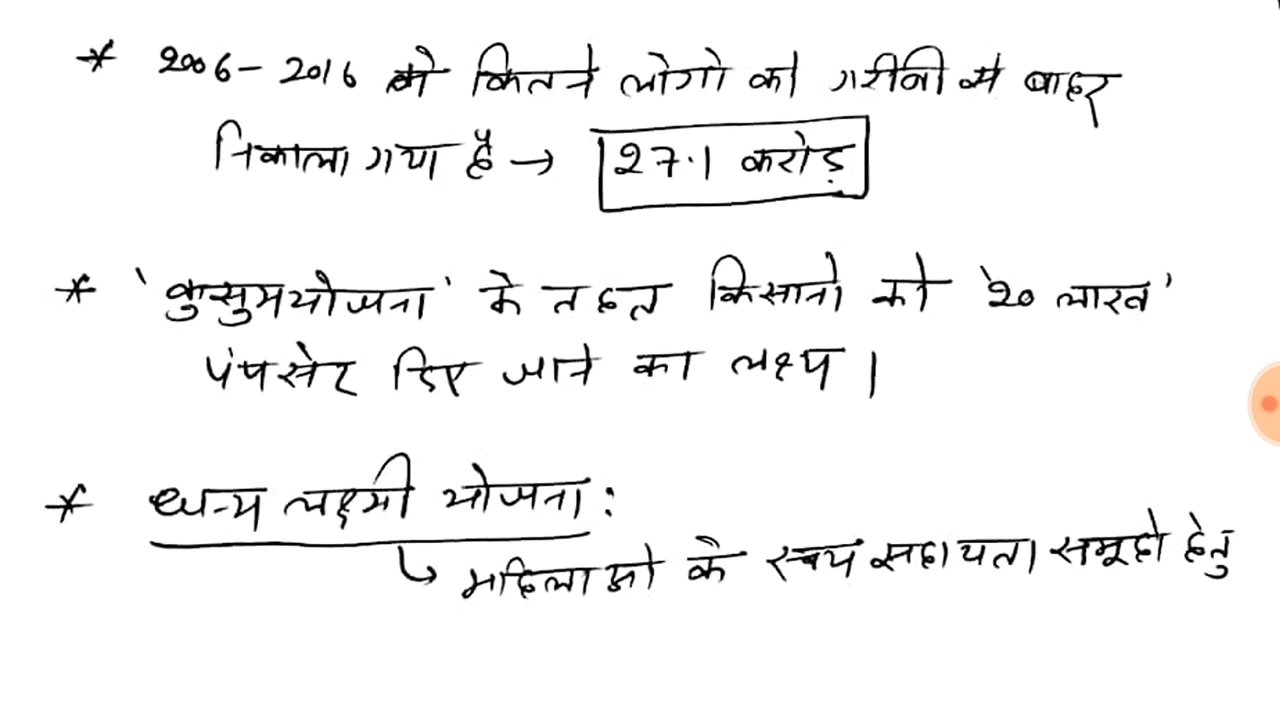 * 2006-2016 को कितने लोगो को गरीबी से बाहर
निकाला गया है → 27.1 करोड़
* 'कुसुमयोजना' के तहत किसानो को '20 लाख'
पंपसेट दिए जाने का लक्ष्य ।
* धन्य लक्ष्मी योजना :
↳ महिलाओ के स्वयं सहायता समूहो हेतु